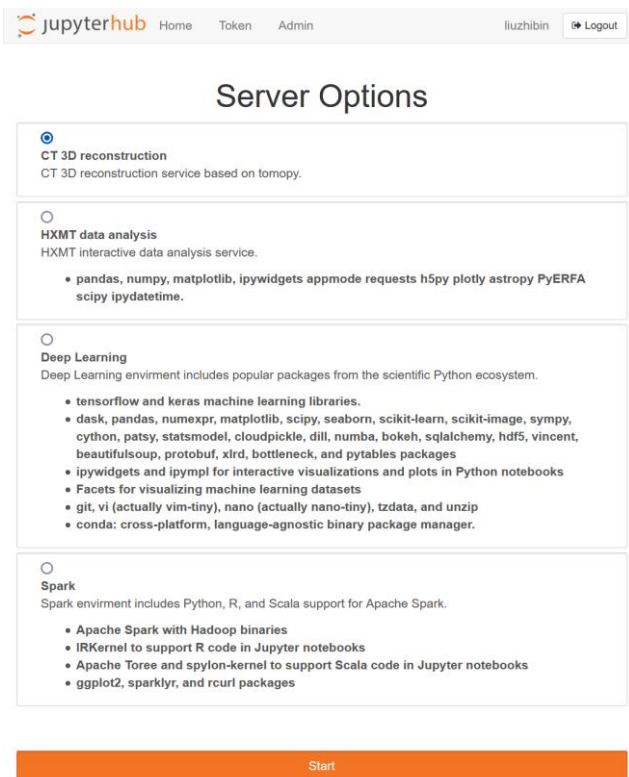 jupyterhub Home Token Admin liuzhibin Logout
Server Options
CT 3D reconstruction
CT 3D reconstruction service based on tomopy.
HXMT data analysis
HXMT interactive data analysis service.
• pandas, numpy, matplotlib, ipywidgets appmode requests h5py plotly astropy PyERFA
scipy ipydatetime.
Deep Learning
Deep Learning envirment includes popular packages from the scientific Python ecosystem.
• tensorflow and keras machine learning libraries.
• dask, pandas, numexpr, matplotlib, scipy, seaborn, scikit-learn, scikit-image, sympy,
cython, patsy, statsmodel, cloudpickle, dill, numba, bokeh, sqlalchemy, hdf5, vincent,
beautifulsoup, protobuf, xlrd, bottleneck, and pytables packages
• ipywidgets and ipympl for interactive visualizations and plots in Python notebooks
• Facets for visualizing machine learning datasets
• git, vi (actually vim-tiny), nano (actually nano-tiny), tzdata, and unzip
• conda: cross-platform, language-agnostic binary package manager.
Spark
Spark envirment includes Python, R, and Scala support for Apache Spark.
• Apache Spark with Hadoop binaries
• IRKernel to support R code in Jupyter notebooks
• Apache Toree and spylon-kernel to support Scala code in Jupyter notebooks
• ggplot2, sparklyr, and rcurl packages
Start